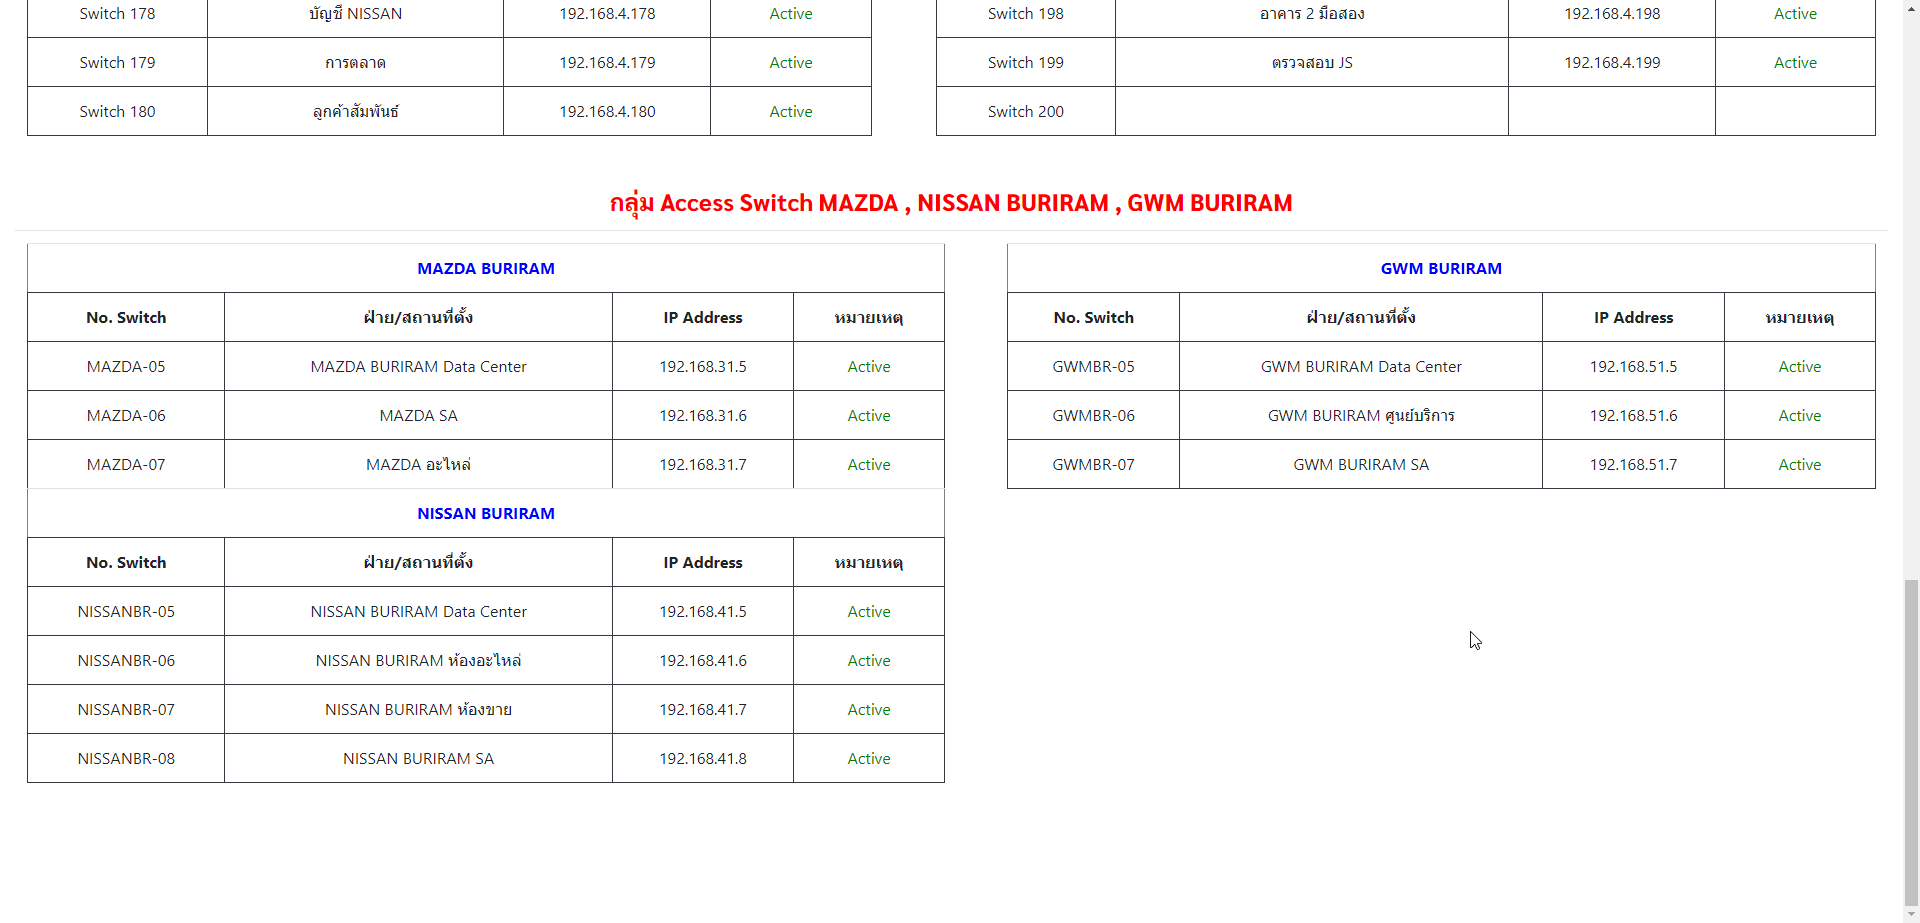 Switch 178 บัญชี NISSAN 192.168.4.178 Active
Switch 179 การตลาด 192.168.4.179 Active
Switch 180 ลูกค้าสัมพันธ์ 192.168.4.180 Active
Switch 198 อาคาร 2 มือสอง 192.168.4.198 Active
Switch 199 ตรวจสอบ JS 192.168.4.199 Active
Switch 200
กลุ่ม Access Switch MAZDA , NISSAN BURIRAM , GWM BURIRAM
MAZDA BURIRAM
No. Switch ฝ่าย/สถานที่ตั้ง IP Address หมายเหตุ
MAZDA-05 MAZDA BURIRAM Data Center 192.168.31.5 Active
MAZDA-06 MAZDA SA 192.168.31.6 Active
MAZDA-07 MAZDA อะไหล่ 192.168.31.7 Active
NISSAN BURIRAM
No. Switch ฝ่าย/สถานที่ตั้ง IP Address หมายเหตุ
NISSANBR-05 NISSAN BURIRAM Data Center 192.168.41.5 Active
NISSANBR-06 NISSAN BURIRAM ห้องอะไหล่ 192.168.41.6 Active
NISSANBR-07 NISSAN BURIRAM ห้องขาย 192.168.41.7 Active
NISSANBR-08 NISSAN BURIRAM SA 192.168.41.8 Active
GWM BURIRAM
No. Switch ฝ่าย/สถานที่ตั้ง IP Address หมายเหตุ
GWMBR-05 GWM BURIRAM Data Center 192.168.51.5 Active
GWMBR-06 GWM BURIRAM ศูนย์บริการ 192.168.51.6 Active
GWMBR-07 GWM BURIRAM SA 192.168.51.7 Active